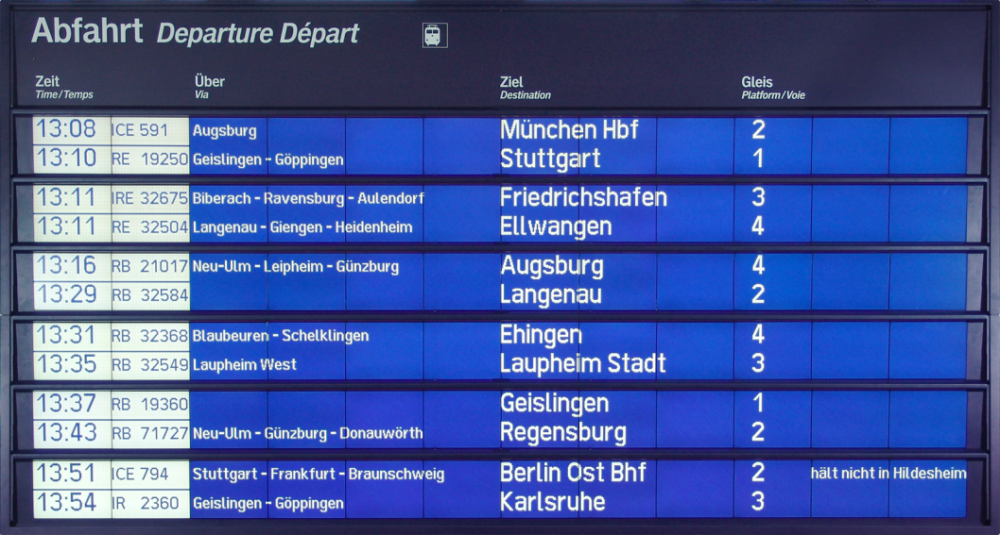 Abfahrt Departure Départ
Zeit Über Ziel Gleis
Time/Temps Via Destination Platform/Voie
13:08 ICE 591 Augsburg München Hbf 2
13:10 RE 19250 Geislingen - Göppingen Stuttgart 1
13:11 IRE 32675 Biberach - Ravensburg - Aulendorf Friedrichshafen 3
13:11 RE 32504 Langenau - Giengen - Heidenheim Ellwangen 4
13:16 RB 21017 Neu-Ulm - Leipheim - Günzburg Augsburg 4
13:29 RB 32584 Langenau 2
13:31 RB 32368 Blaubeuren - Schelklingen Ehingen 4
13:35 RB 32549 Laupheim West Laupheim Stadt 3
13:37 RB 19360 Geislingen 1
13:43 RB 71727 Neu-Ulm - Günzburg - Donauwörth Regensburg 2
13:51 ICE 794 Stuttgart - Frankfurt - Braunschweig Berlin Ost Bhf 2 hält nicht in Hildesheim
13:54 IR 2360 Geislingen - Göppingen Karlsruhe 3